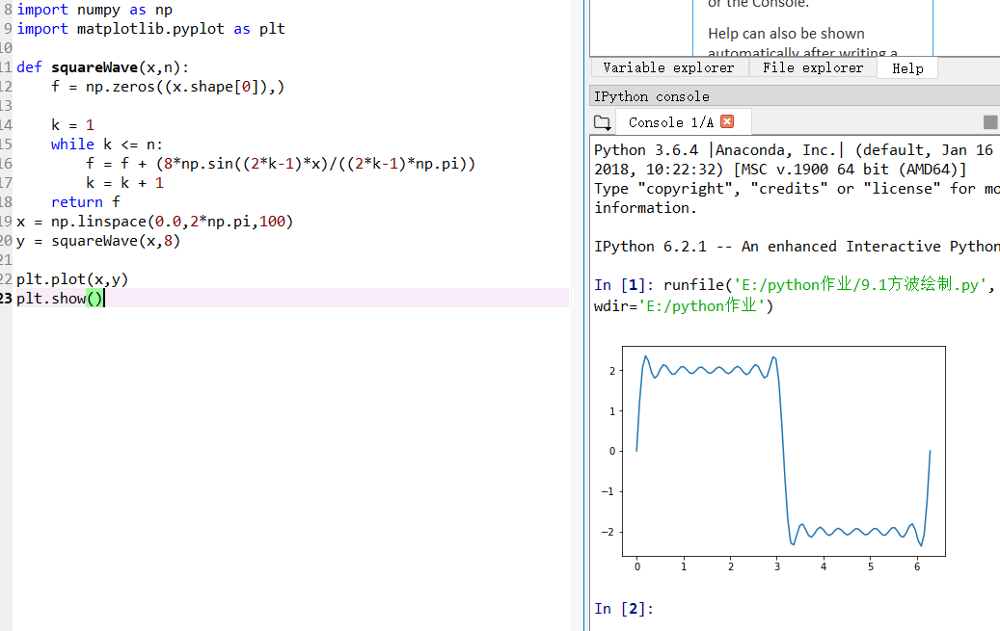 8 import numpy as np
9 import matplotlib.pyplot as plt
10
11 def squareWave(x,n):
12     f = np.zeros((x.shape[0]),)
13
14     k = 1
15     while k <= n:
16         f = f + (8*np.sin((2*k-1)*x)/((2*k-1)*np.pi))
17         k = k + 1
18     return f
19 x = np.linspace(0.0,2*np.pi,100)
20 y = squareWave(x,8)
21
22 plt.plot(x,y)
23 plt.show()
or the Console.
Help can also be shown
automatically after writing a
Variable explorer File explorer Help
IPython console
Console 1/A
Python 3.6.4 |Anaconda, Inc.| (default, Jan 16
2018, 10:22:32) [MSC v.1900 64 bit (AMD64)]
Type "copyright", "credits" or "license" for mo
information.
IPython 6.2.1 -- An enhanced Interactive Python
In [1]: runfile('E:/python作业/9.1方波绘制.py',
wdir='E:/python作业')
2
1
0
−1
−2
0 1 2 3 4 5 6
In [2]: